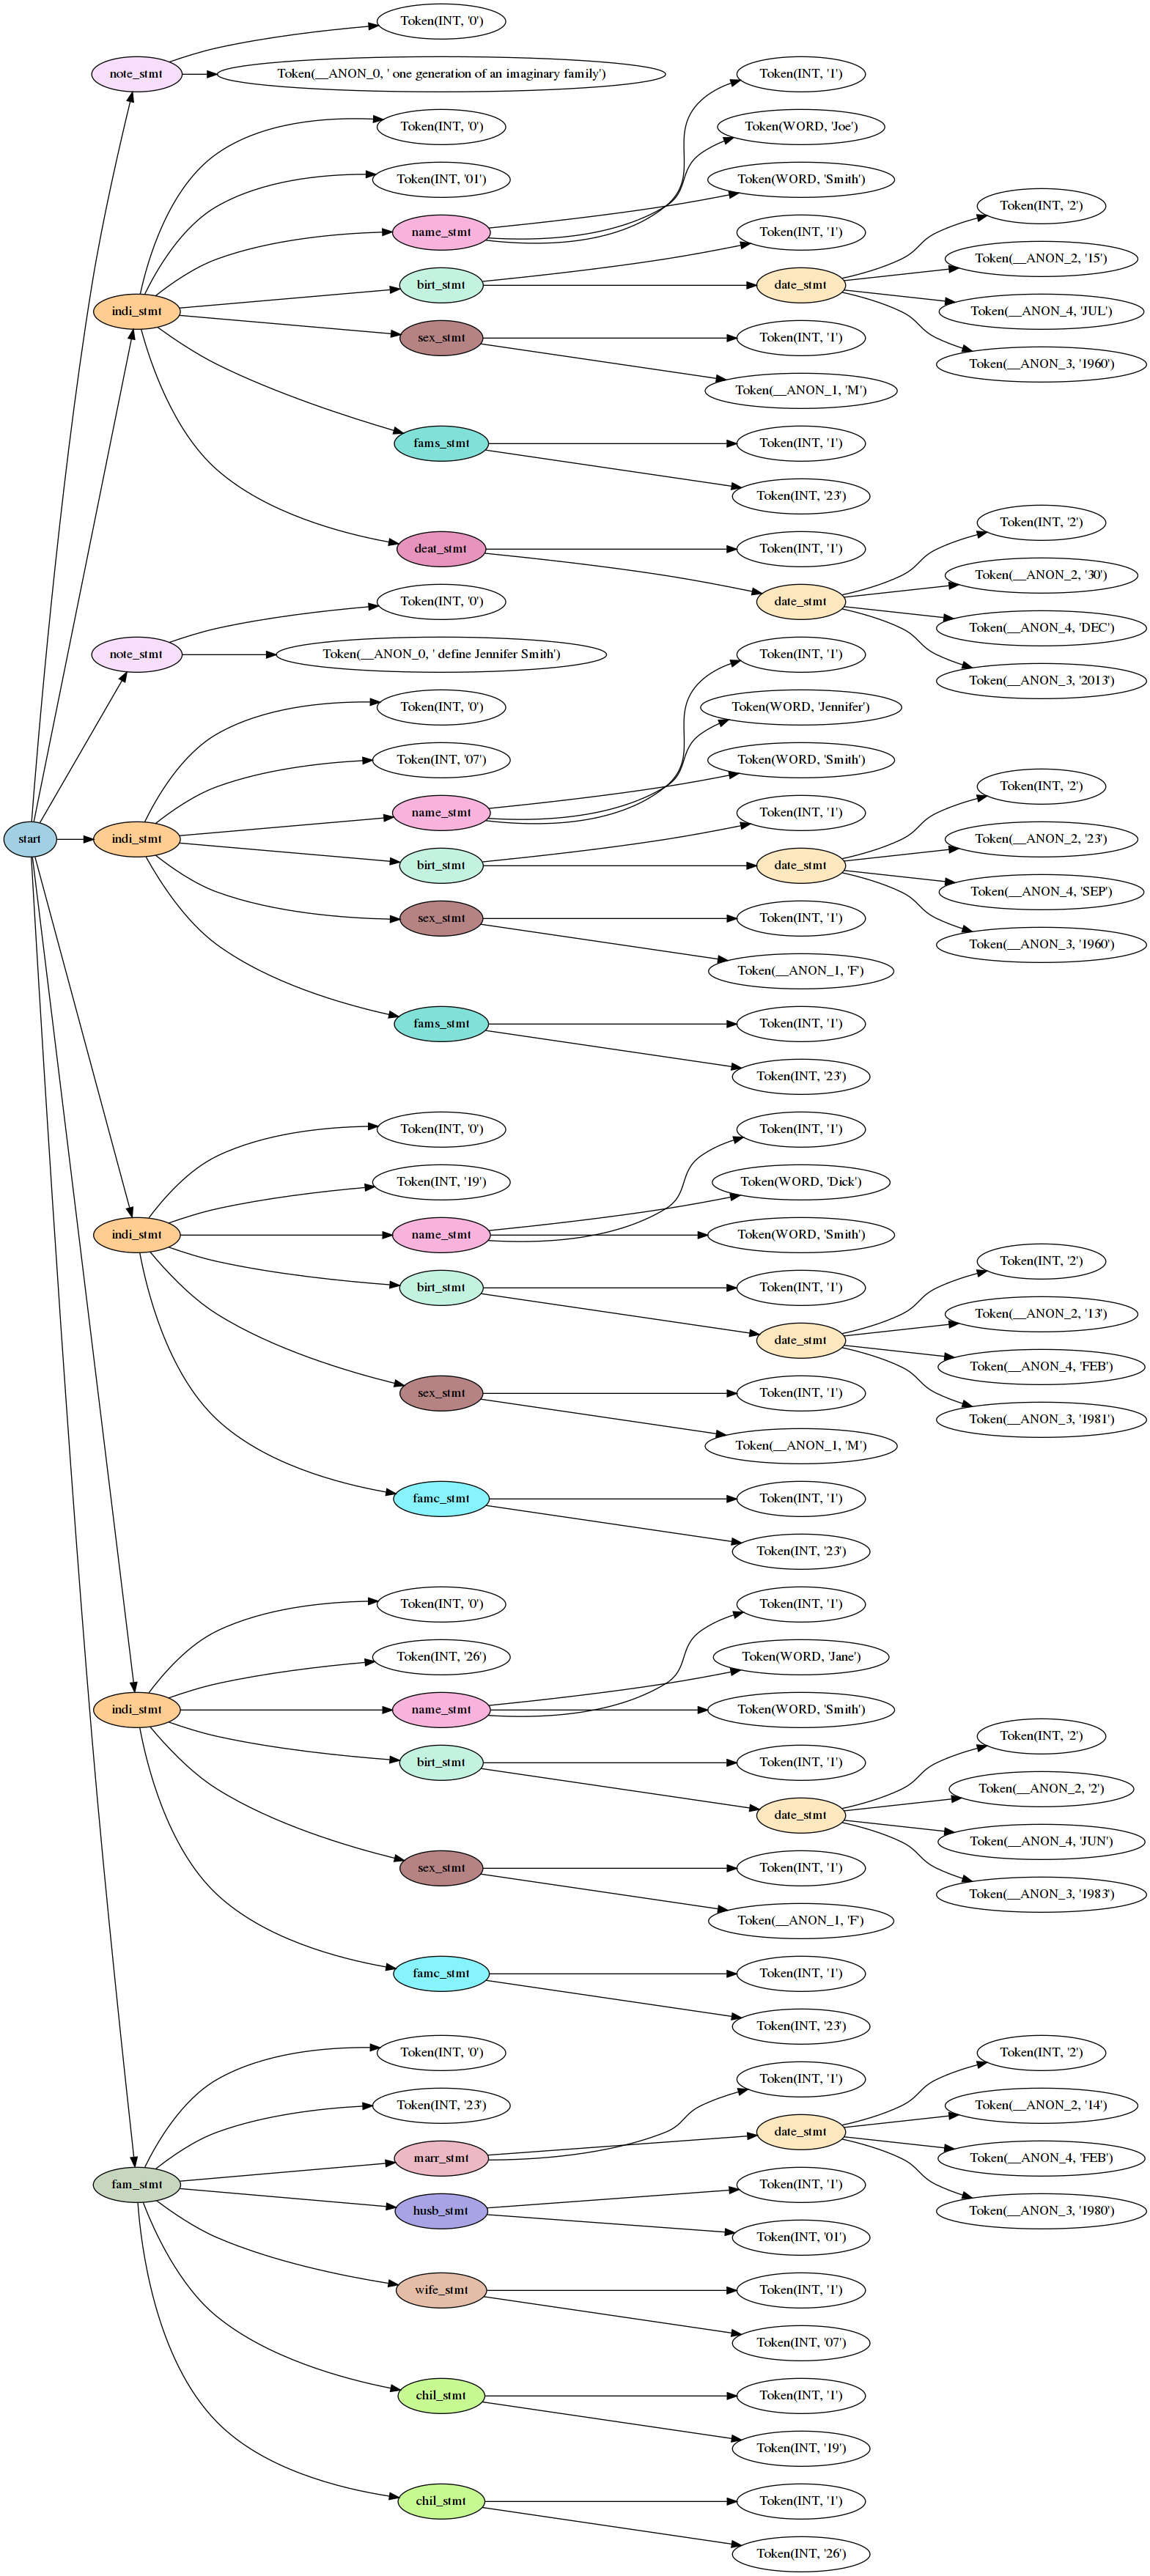 start
note_stmt
Token(INT, '0')
Token(__ANON_0, ' one generation of an imaginary family')
indi_stmt
Token(INT, '0')
Token(INT, '01')
name_stmt
Token(INT, '1')
Token(WORD, 'Joe')
Token(WORD, 'Smith')
birt_stmt
Token(INT, '1')
date_stmt
Token(INT, '2')
Token(__ANON_2, '15')
Token(__ANON_4, 'JUL')
Token(__ANON_3, '1960')
sex_stmt
Token(INT, '1')
Token(__ANON_1, 'M')
fams_stmt
Token(INT, '1')
Token(INT, '23')
deat_stmt
Token(INT, '1')
date_stmt
Token(INT, '2')
Token(__ANON_2, '30')
Token(__ANON_4, 'DEC')
Token(__ANON_3, '2013')
note_stmt
Token(INT, '0')
Token(__ANON_0, ' define Jennifer Smith')
indi_stmt
Token(INT, '0')
Token(INT, '07')
name_stmt
Token(INT, '1')
Token(WORD, 'Jennifer')
Token(WORD, 'Smith')
birt_stmt
Token(INT, '1')
date_stmt
Token(INT, '2')
Token(__ANON_2, '23')
Token(__ANON_4, 'SEP')
Token(__ANON_3, '1960')
sex_stmt
Token(INT, '1')
Token(__ANON_1, 'F')
fams_stmt
Token(INT, '1')
Token(INT, '23')
indi_stmt
Token(INT, '0')
Token(INT, '19')
name_stmt
Token(INT, '1')
Token(WORD, 'Dick')
Token(WORD, 'Smith')
birt_stmt
Token(INT, '1')
date_stmt
Token(INT, '2')
Token(__ANON_2, '13')
Token(__ANON_4, 'FEB')
Token(__ANON_3, '1981')
sex_stmt
Token(INT, '1')
Token(__ANON_1, 'M')
famc_stmt
Token(INT, '1')
Token(INT, '23')
indi_stmt
Token(INT, '0')
Token(INT, '26')
name_stmt
Token(INT, '1')
Token(WORD, 'Jane')
Token(WORD, 'Smith')
birt_stmt
Token(INT, '1')
date_stmt
Token(INT, '2')
Token(__ANON_2, '2')
Token(__ANON_4, 'JUN')
Token(__ANON_3, '1983')
sex_stmt
Token(INT, '1')
Token(__ANON_1, 'F')
famc_stmt
Token(INT, '1')
Token(INT, '23')
fam_stmt
Token(INT, '0')
Token(INT, '23')
marr_stmt
Token(INT, '1')
date_stmt
Token(INT, '2')
Token(__ANON_2, '14')
Token(__ANON_4, 'FEB')
Token(__ANON_3, '1980')
husb_stmt
Token(INT, '1')
Token(INT, '01')
wife_stmt
Token(INT, '1')
Token(INT, '07')
chil_stmt
Token(INT, '1')
Token(INT, '19')
chil_stmt
Token(INT, '1')
Token(INT, '26')